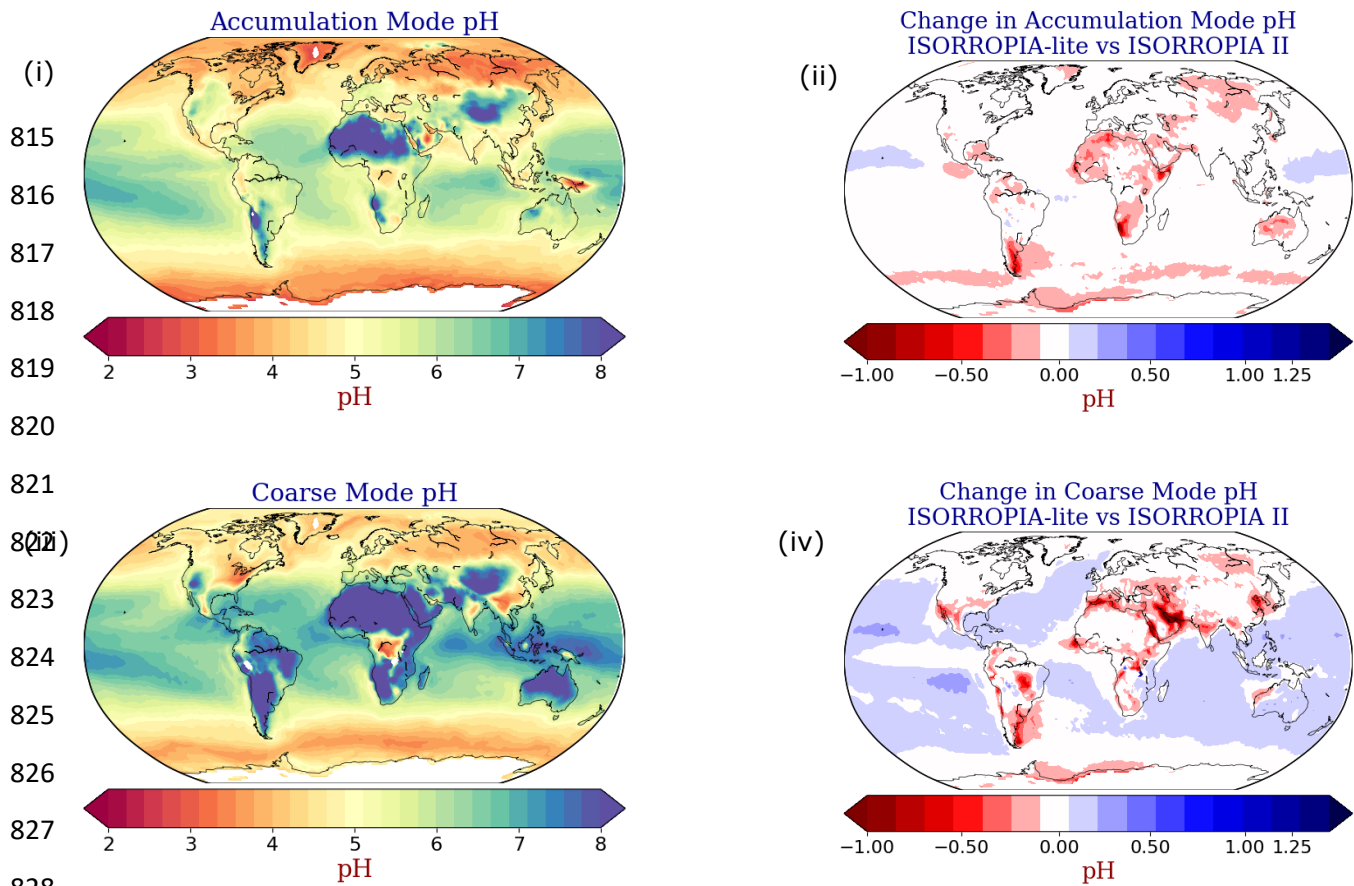 Accumulation Mode pH
(i)
815
816
817
818
819
820
821
2 3 4 5 6 7 8
pH
Change in Accumulation Mode pH
ISORROPIA-lite vs ISORROPIA II
(ii)
−1.00 −0.50 0.00 0.50 1.00 1.25
pH
Coarse Mode pH
822
823
824
825
826
827
828
2 3 4 5 6 7 8
pH
Change in Coarse Mode pH
ISORROPIA-lite vs ISORROPIA II
(iv)
−1.00 −0.50 0.00 0.50 1.00 1.25
pH